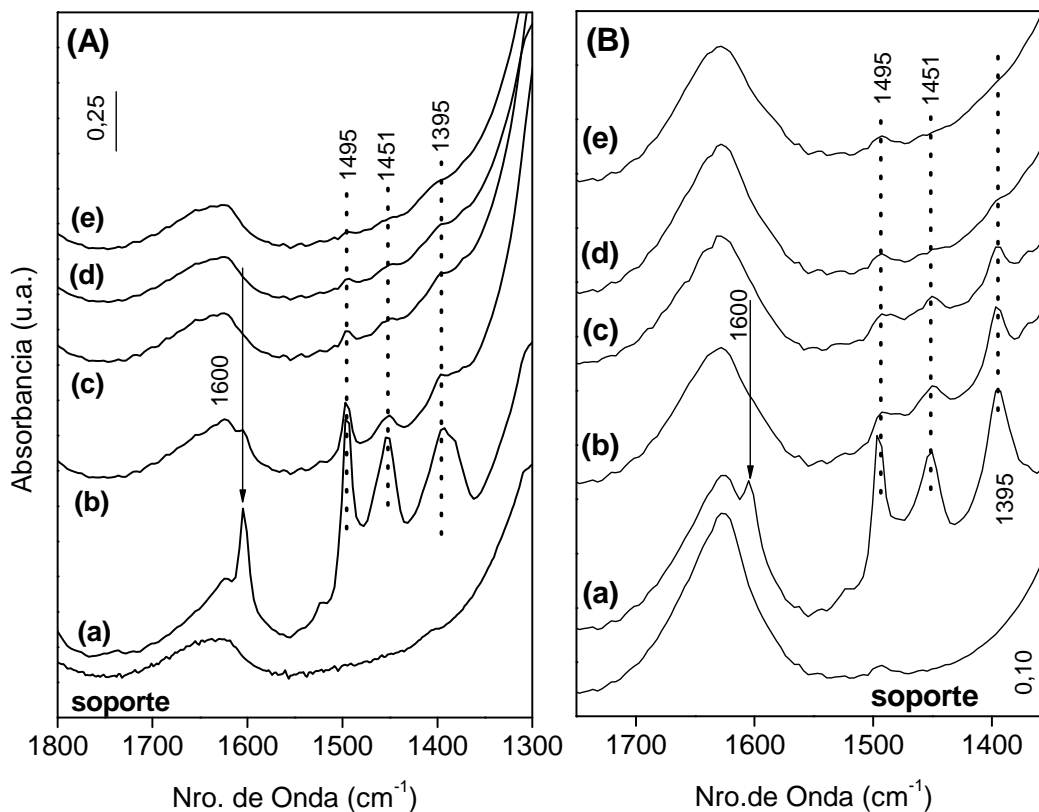 (A)
0,25
1495
1451
1395
(e)
(d)
(c)
1600
(b)
(a)
soporte
1800
1700
1600
1500
1400
1300
Nro. de Onda (cm-1)
Absorbancia (u.a.)
(B)
1495
1451
(e)
(d)
(c)
1600
(b)
1395
(a)
0,10
soporte
1700
1600
1500
1400
Nro.de Onda (cm-1)